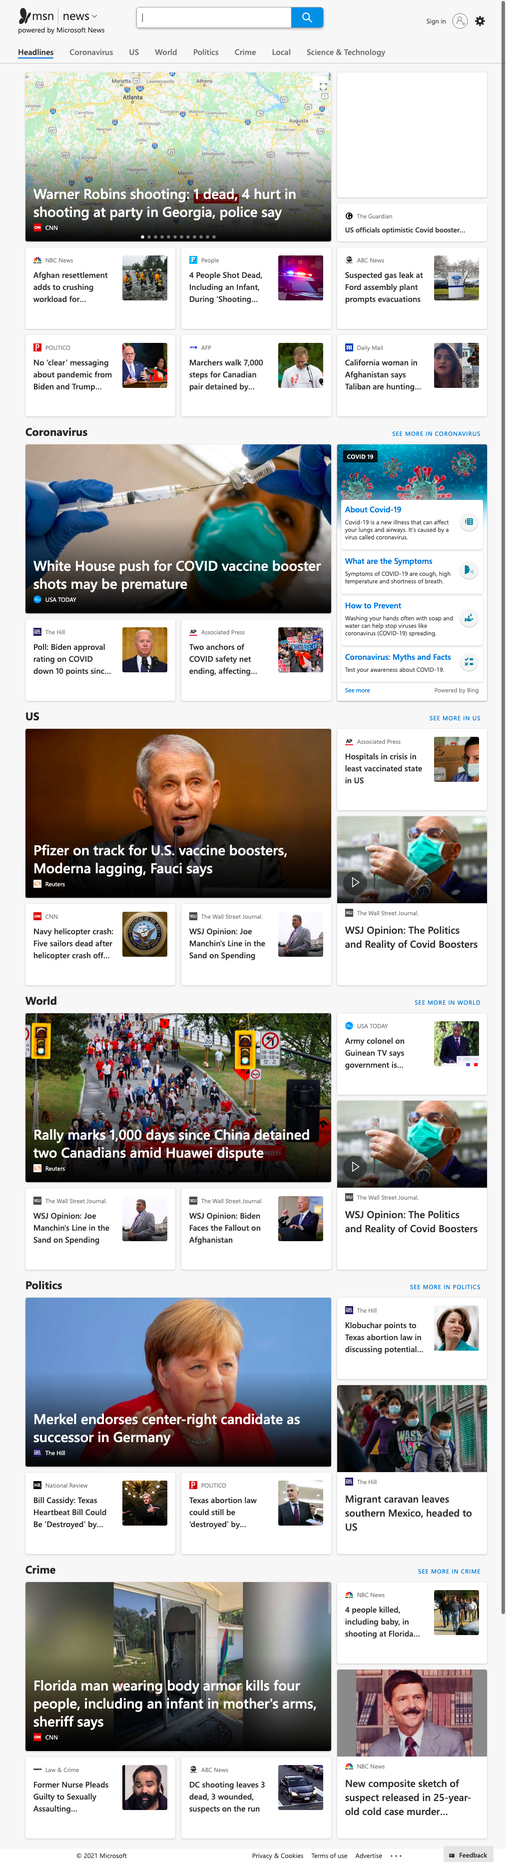 msn news
powered by Microsoft News
Sign in
Headlines Coronavirus US World Politics Crime Local Science & Technology
Atlanta
Athens
Augusta
Macon
Warner Robins shooting: 1 dead, 4 hurt in
shooting at party in Georgia, police say
CNN
The Guardian
US officials optimistic Covid booster...
NBC News
Afghan resettlement
adds to crushing
workload for...
People
4 People Shot Dead,
Including an Infant,
During 'Shooting...
ABC News
Suspected gas leak at
Ford assembly plant
prompts evacuations
POLITICO
No 'clear' messaging
about pandemic from
Biden and Trump...
AFP
Marchers walk 7,000
steps for Canadian
pair detained by...
Daily Mail
California woman in
Afghanistan says
Taliban are hunting...
Coronavirus
SEE MORE IN CORONAVIRUS
White House push for COVID vaccine booster
shots may be premature
USA TODAY
COVID 19
About Covid-19
Covid-19 is a new illness that can affect
your lungs and airways. It's caused by a
virus called coronavirus.
What are the Symptoms
Symptoms of COVID-19 are cough, high
temperature and shortness of breath.
How to Prevent
Washing your hands often with soap and
water can help stop viruses like
coronavirus (COVID-19) spreading.
Coronavirus: Myths and Facts
Test your awareness about COVID-19.
See more
Powered by Bing
The Hill
Poll: Biden approval
rating on COVID
down 10 points sinc...
Associated Press
Two anchors of
COVID safety net
ending, affecting...
US
SEE MORE IN US
Pfizer on track for U.S. vaccine boosters,
Moderna lagging, Fauci says
Reuters
Associated Press
Hospitals in crisis in
least vaccinated state
in US
The Wall Street Journal.
WSJ Opinion: The Politics
and Reality of Covid Boosters
CNN
Navy helicopter crash:
Five sailors dead after
helicopter crash off...
The Wall Street Journal.
WSJ Opinion: Joe
Manchin's Line in the
Sand on Spending
World
SEE MORE IN WORLD
Rally marks 1,000 days since China detained
two Canadians amid Huawei dispute
Reuters
USA TODAY
Army colonel on
Guinean TV says
government is...
The Wall Street Journal.
WSJ Opinion: The Politics
and Reality of Covid Boosters
The Wall Street Journal.
WSJ Opinion: Joe
Manchin's Line in the
Sand on Spending
The Wall Street Journal.
WSJ Opinion: Biden
Faces the Fallout on
Afghanistan
Politics
SEE MORE IN POLITICS
Merkel endorses center-right candidate as
successor in Germany
The Hill
The Hill
Klobuchar points to
Texas abortion law in
discussing potential...
The Hill
Migrant caravan leaves
southern Mexico, headed to
US
National Review
Bill Cassidy: Texas
Heartbeat Bill Could
Be 'Destroyed' by...
POLITICO
Texas abortion law
could still be
'destroyed' by...
Crime
SEE MORE IN CRIME
Florida man wearing body armor kills four
people, including an infant in mother's arms,
sheriff says
CNN
NBC News
4 people killed,
including baby, in
shooting at Florida...
NBC News
New composite sketch of
suspect released in 25-year-
old cold case murder...
Law & Crime
Former Nurse Pleads
Guilty to Sexually
Assaulting...
ABC News
DC shooting leaves 3
dead, 3 wounded,
suspects on the run
© 2021 Microsoft
Privacy & Cookies Terms of use Advertise ...
Feedback